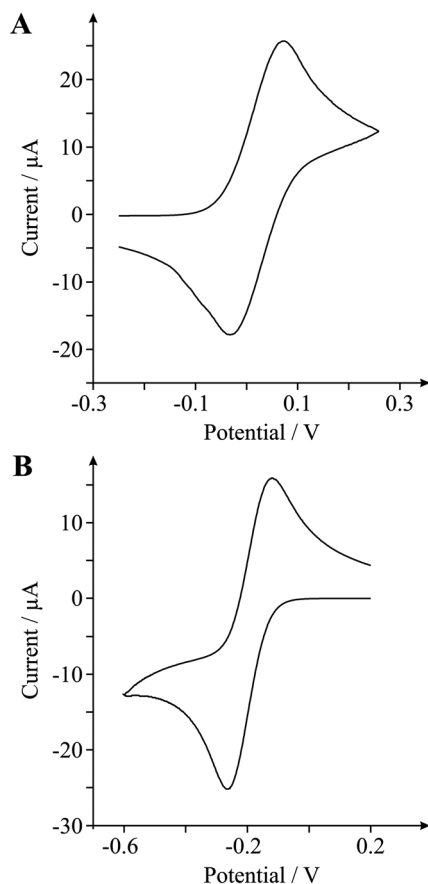 A
20
10
0
-10
-20
Current / µA
-0.3
-0.1
0.1
0.3
Potential / V
B
10
0
-10
-20
-30
Current / µA
-0.6
-0.2
0.2
Potential / V